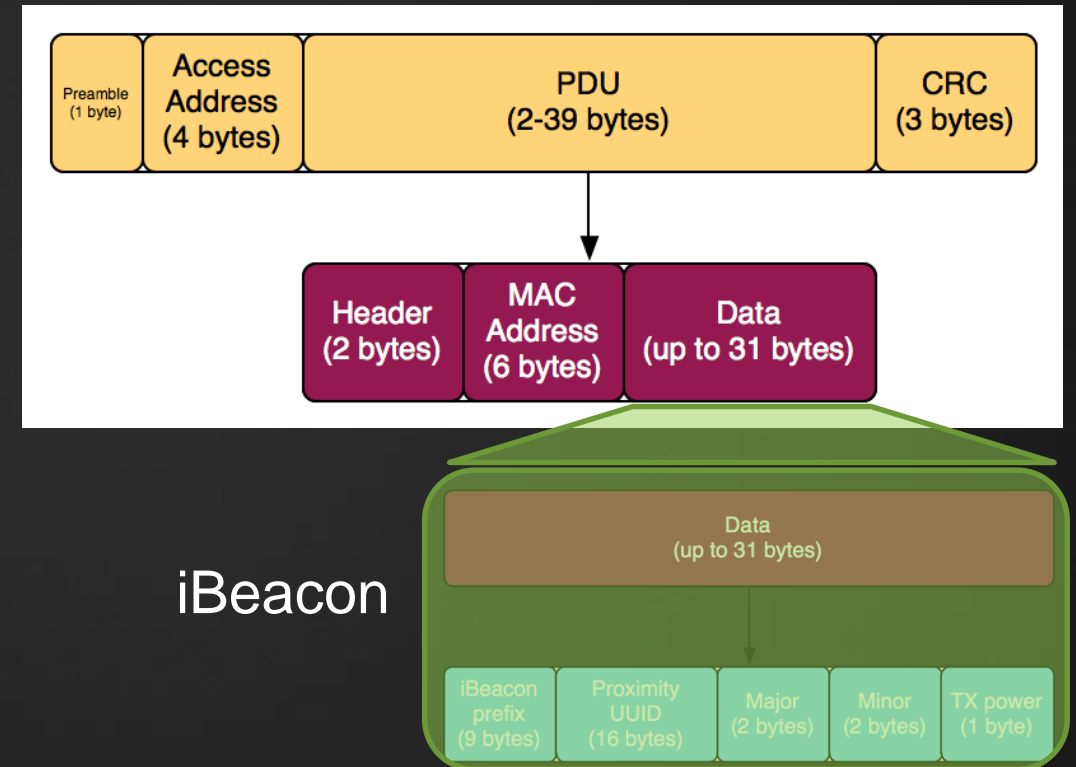 Preamble
(1 byte)
Access
Address
(4 bytes)
PDU
(2-39 bytes)
CRC
(3 bytes)
Header
(2 bytes)
MAC
Address
(6 bytes)
Data
(up to 31 bytes)
iBeacon
Data
(up to 31 bytes)
iBeacon
prefix
(9 bytes)
Proximity
UUID
(16 bytes)
Major
(2 bytes)
Minor
(2 bytes)
TX power
(1 byte)